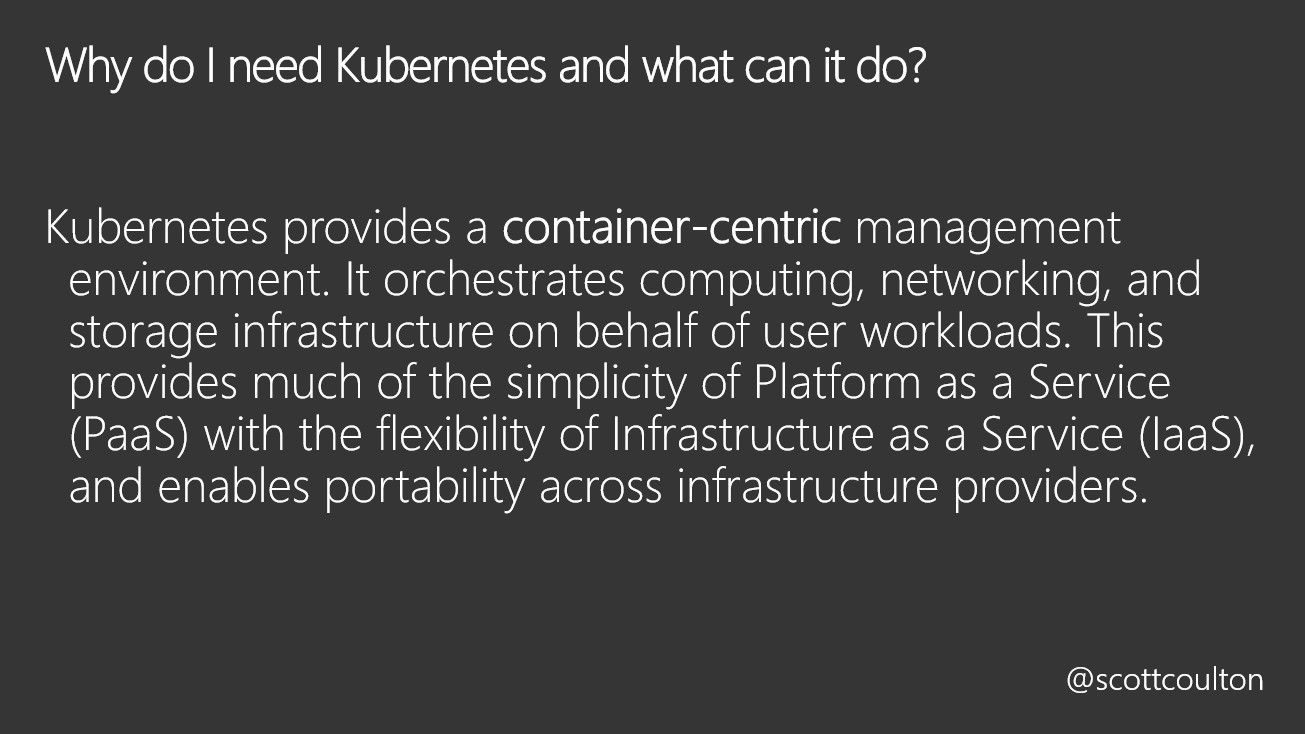 Why do I need Kubernetes and what can it do?
Kubernetes provides a container-centric management
environment. It orchestrates computing, networking, and
storage infrastructure on behalf of user workloads. This
provides much of the simplicity of Platform as a Service
(PaaS) with the flexibility of Infrastructure as a Service (IaaS),
and enables portability across infrastructure providers.
@scottcoulton